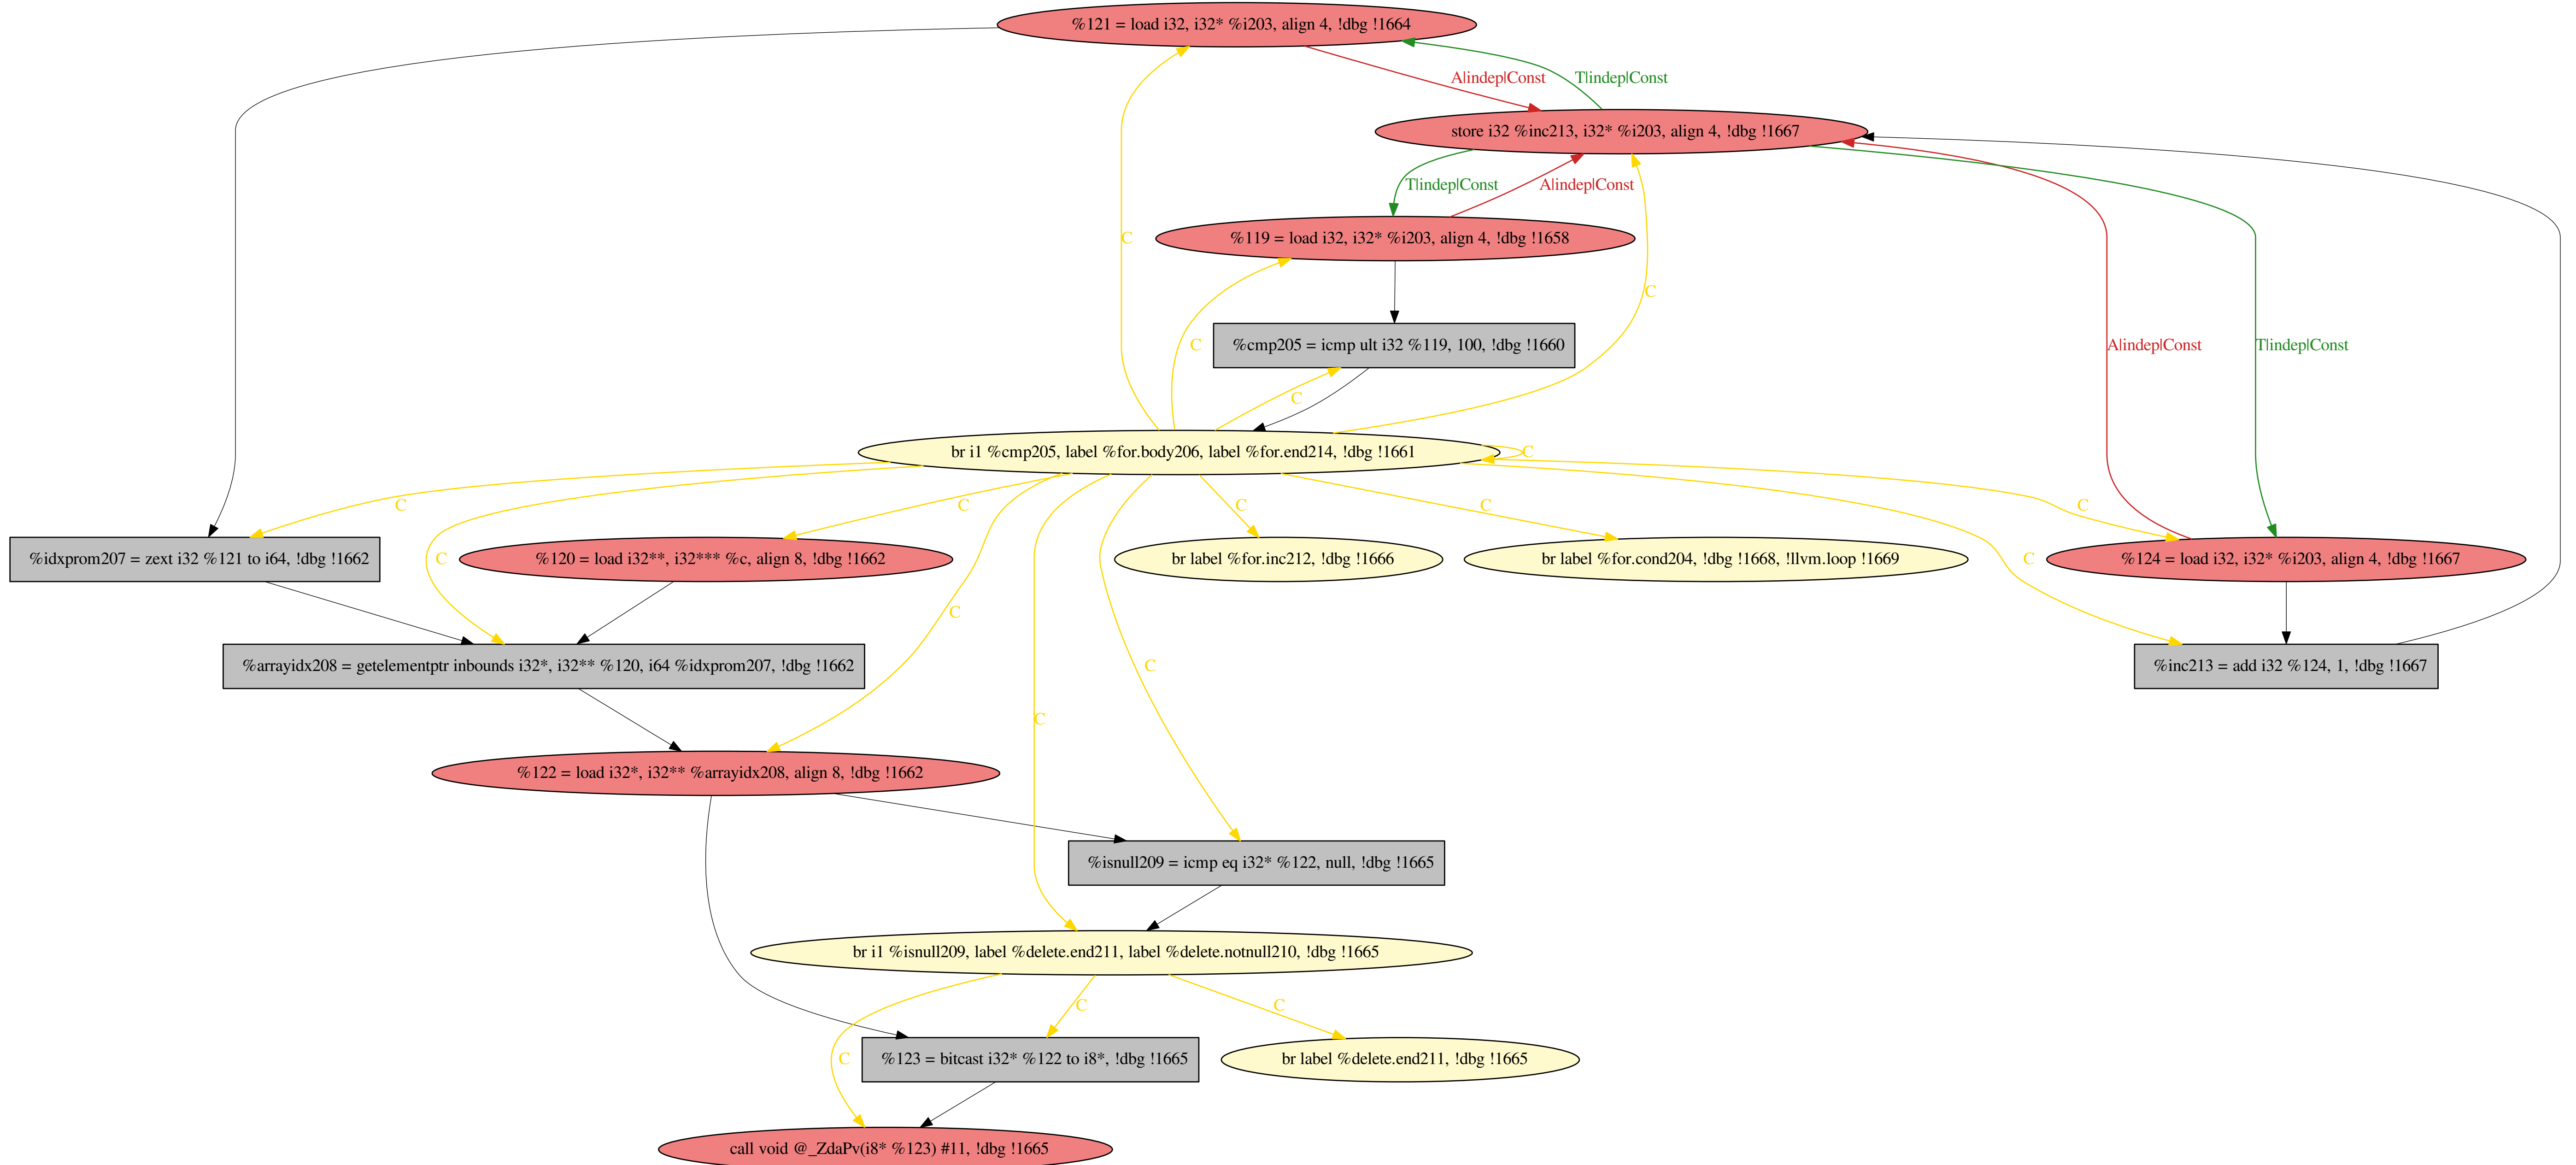 %121 = load i32, i32* %i203, align 4, !dbg !1664
A|indep|Const
T|indep|Const
store i32 %inc213, i32* %i203, align 4, !dbg !1667
T|indep|Const
A|indep|Const
C
%119 = load i32, i32* %i203, align 4, !dbg !1658
C
C
%cmp205 = icmp ult i32 %119, 100, !dbg !1660
A|indep|Const
T|indep|Const
C
br i1 %cmp205, label %for.body206, label %for.end214, !dbg !1661
C
C
C
C
C
C
%idxprom207 = zext i32 %121 to i64, !dbg !1662
C
%120 = load i32**, i32*** %c, align 8, !dbg !1662
br label %for.inc212, !dbg !1666
br label %for.cond204, !dbg !1668, !llvm.loop !1669
C
%124 = load i32, i32* %i203, align 4, !dbg !1667
C
%arrayidx208 = getelementptr inbounds i32*, i32** %120, i64 %idxprom207, !dbg !1662
C
%inc213 = add i32 %124, 1, !dbg !1667
C
%122 = load i32*, i32** %arrayidx208, align 8, !dbg !1662
%isnull209 = icmp eq i32* %122, null, !dbg !1665
br i1 %isnull209, label %delete.end211, label %delete.notnull210, !dbg !1665
C
C
C
%123 = bitcast i32* %122 to i8*, !dbg !1665
br label %delete.end211, !dbg !1665
call void @_ZdaPv(i8* %123) #11, !dbg !1665